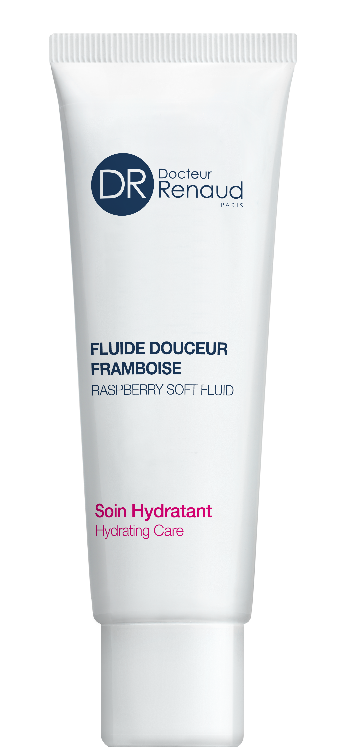 DR Docteur
Renaud
PARIS
FLUIDE DOUCEUR
FRAMBOISE
RASPBERRY SOFT FLUID
Soin Hydratant
Hydrating Care